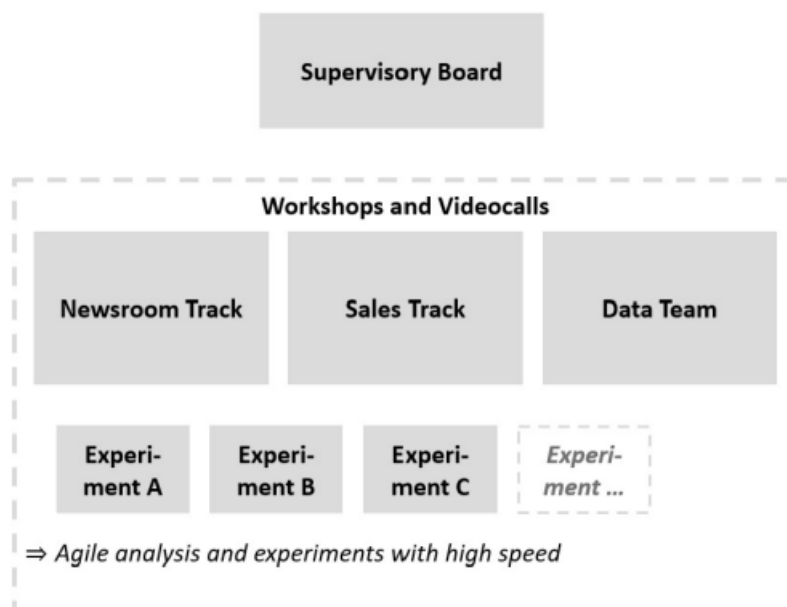 Supervisory Board
Workshops and Videocalls
Newsroom Track
Sales Track
Data Team
Experi-
ment A
Experi-
ment B
Experi-
ment C
Experi-
ment ...
⇒ Agile analysis and experiments with high speed